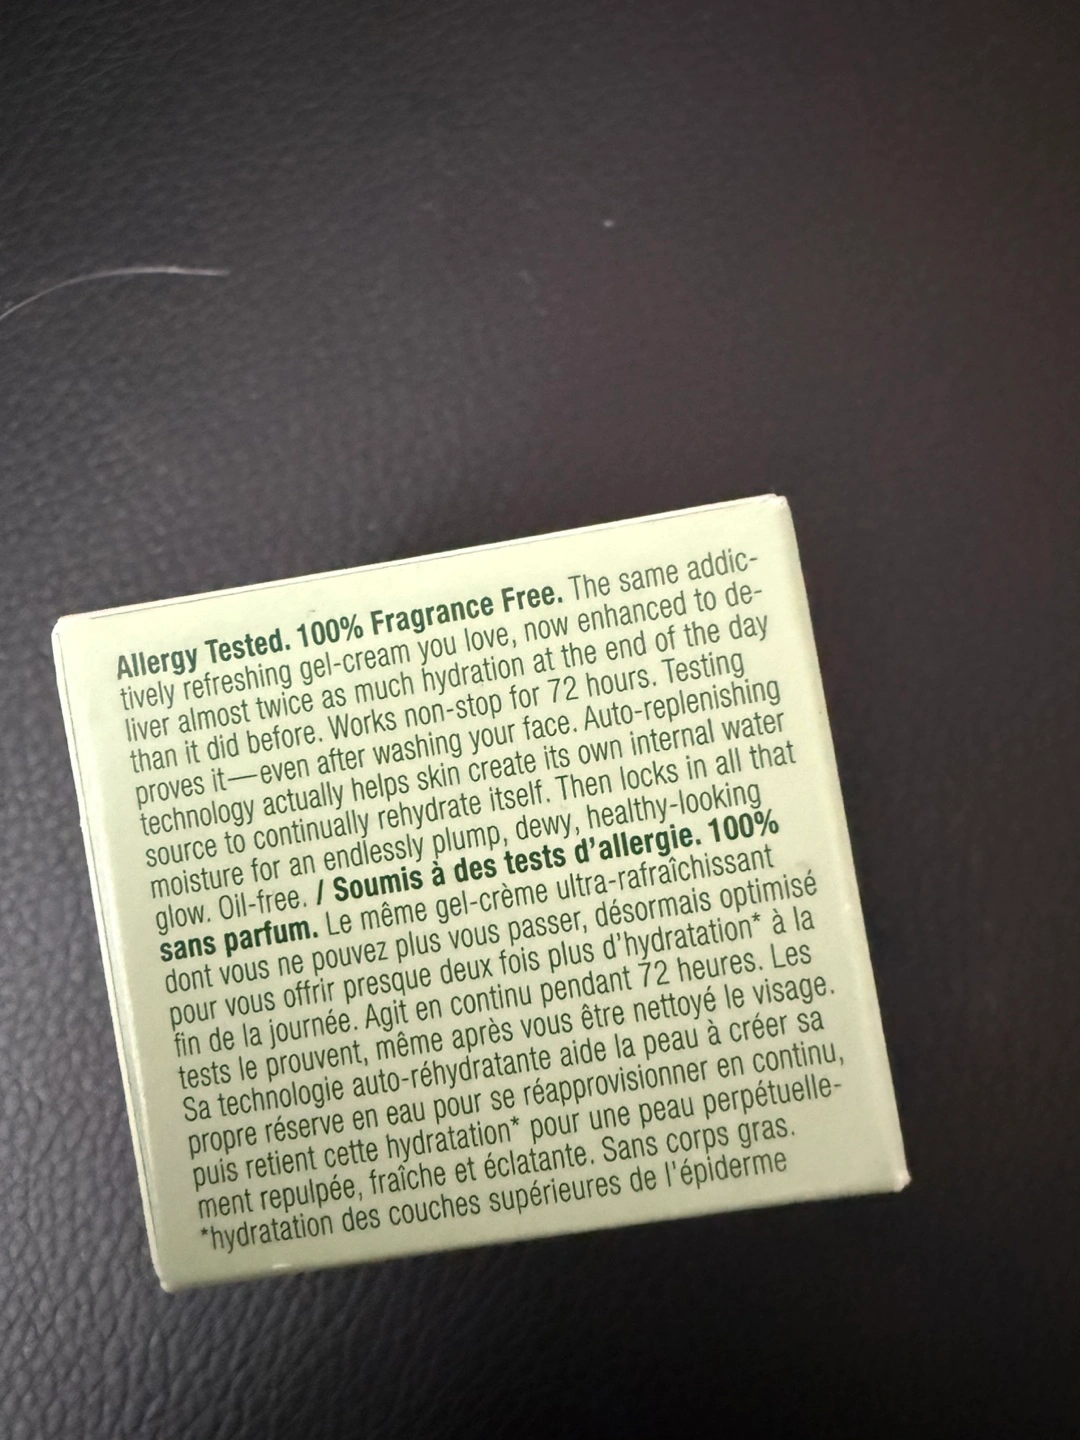 Allergy Tested. 100% Fragrance Free. The same addic-
tively refreshing gel-cream you love, now enhanced to de-
liver almost twice as much hydration at the end of the day
than it did before. Works non-stop for 72 hours. Testing
proves it—even after washing your face. Auto-replenishing
technology actually helps skin create its own internal water
source to continually rehydrate itself. Then locks in all that
moisture for an endlessly plump, dewy, healthy-looking
glow. Oil-free. / Soumis à des tests d'allergie. 100%
sans parfum. Le même gel-crème ultra-rafraîchissant
dont vous ne pouvez plus vous passer, désormais optimisé
pour vous offrir presque deux fois plus d'hydratation* à la
fin de la journée. Agit en continu pendant 72 heures. Les
tests le prouvent, même après vous être nettoyé le visage.
Sa technologie auto-réhydratante aide la peau à créer sa
propre réserve en eau pour se réapprovisionner en continu,
puis retient cette hydratation* pour une peau perpétuelle-
ment repulpée, fraîche et éclatante. Sans corps gras.
*hydratation des couches supérieures de l'épiderme